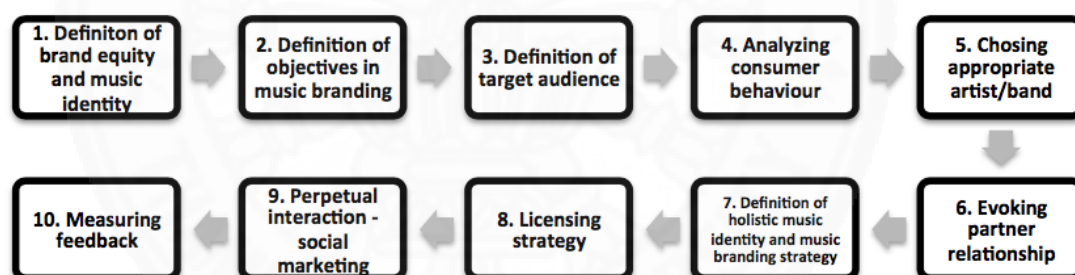 1. Definiton of
brand equity
and music
identity
2. Definition of
objectives in
music branding
3. Definition of
target audience
4. Analyzing
consumer
behaviour
5. Chosing
appropriate
artist/band
6. Evoking
partner
relationship
7. Definition of
holistic music
identity and music
branding strategy
8. Licensing
strategy
9. Perpetual
interaction -
social
marketing
10. Measuring
feedback